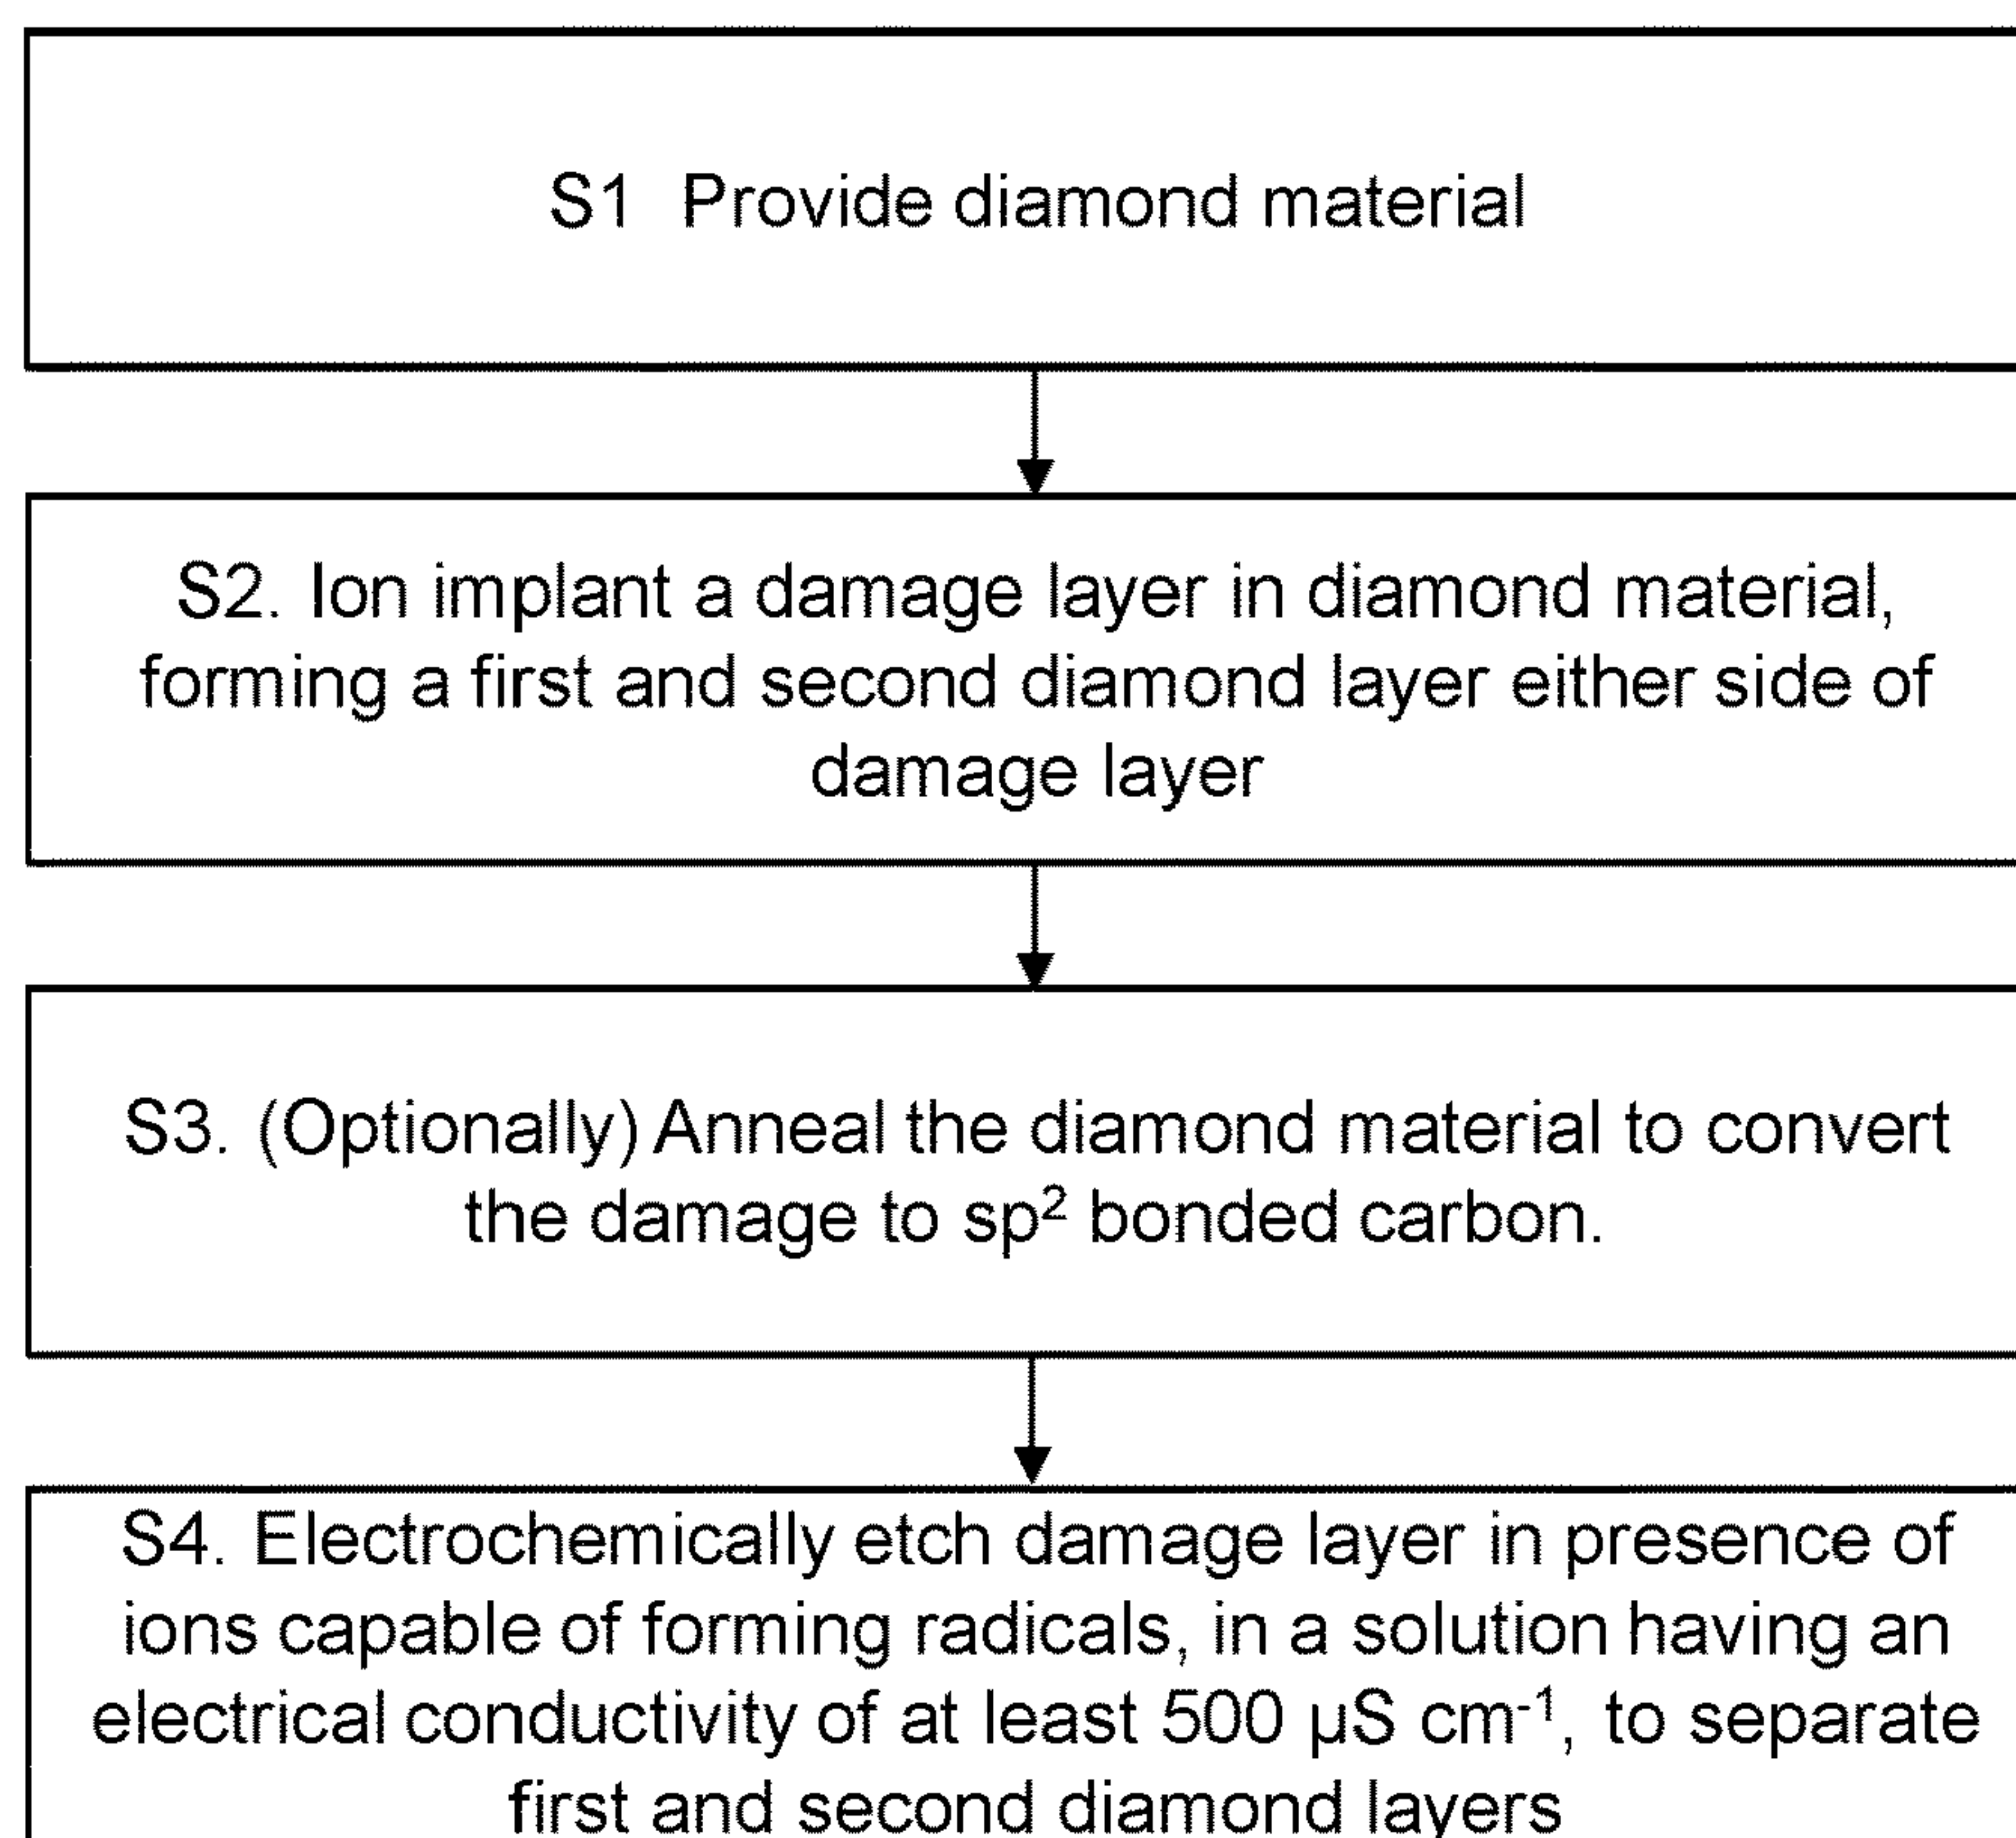 S1  Provide diamond material
S2. Ion implant a damage layer in diamond material,
forming a first and second diamond layer either side of
damage layer
S3. (Optionally) Anneal the diamond material to convert
the damage to sp² bonded carbon.
S4. Electrochemically etch damage layer in presence of
ions capable of forming radicals, in a solution having an
electrical conductivity of at least 500 µS cm⁻¹, to separate
first and second diamond layers